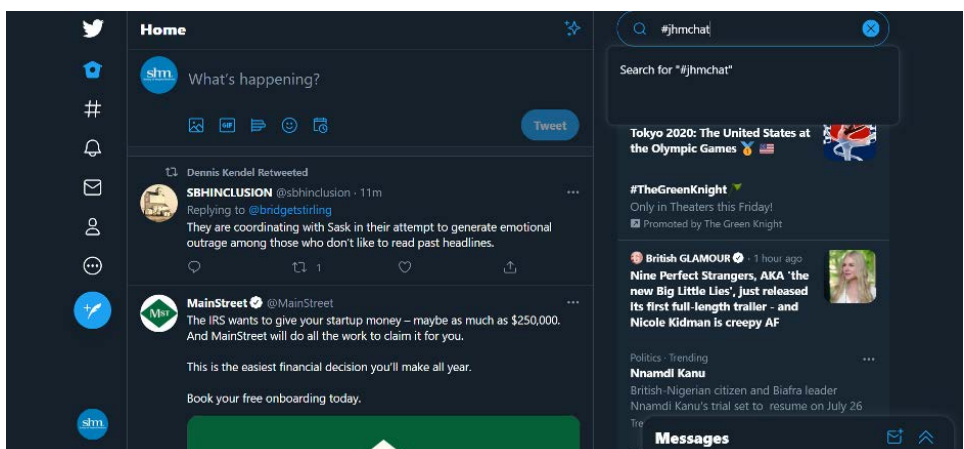 Home
shm.
What's happening?
GIF
Tweet
Dennis Kendel Retweeted
SBHINCLUSION @sbhinclusion · 11m
Replying to @bridgetstirling
They are coordinating with Sask in their attempt to generate emotional
outrage among those who don't like to read past headlines.
1
MainStreet @MainStreet
MST
The IRS wants to give your startup money – maybe as much as $250,000.
And MainStreet will do all the work to claim it for you.
This is the easiest financial decision you'll make all year.
Book your free onboarding today.
shm.
#jhmchat
Search for "#jhmchat"
Tokyo 2020: The United States at
the Olympic Games
#TheGreenKnight
Only in Theaters this Friday!
Promoted by The Green Knight
British GLAMOUR · 1 hour ago
Nine Perfect Strangers, AKA 'the
new Big Little Lies', just released
its first full-length trailer - and
Nicole Kidman is creepy AF
Politics · Trending
Nnamdi Kanu
British-Nigerian citizen and Biafra leader
Nnamdi Kanu's trial set to resume on July 26
Messages